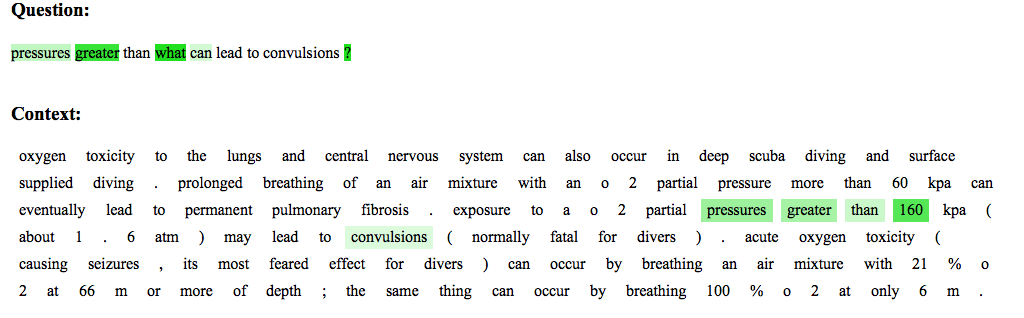 Question:
pressures greater than what can lead to convulsions ?
Context:
oxygen toxicity to the lungs and central nervous system can also occur in deep scuba diving and surface
supplied diving . prolonged breathing of an air mixture with an o 2 partial pressure more than 60 kpa can
eventually lead to permanent pulmonary fibrosis . exposure to a o 2 partial pressures greater than 160 kpa (
about 1 . 6 atm ) may lead to convulsions ( normally fatal for divers ) . acute oxygen toxicity (
causing seizures , its most feared effect for divers ) can occur by breathing an air mixture with 21 % o
2 at 66 m or more of depth ; the same thing can occur by breathing 100 % o 2 at only 6 m .